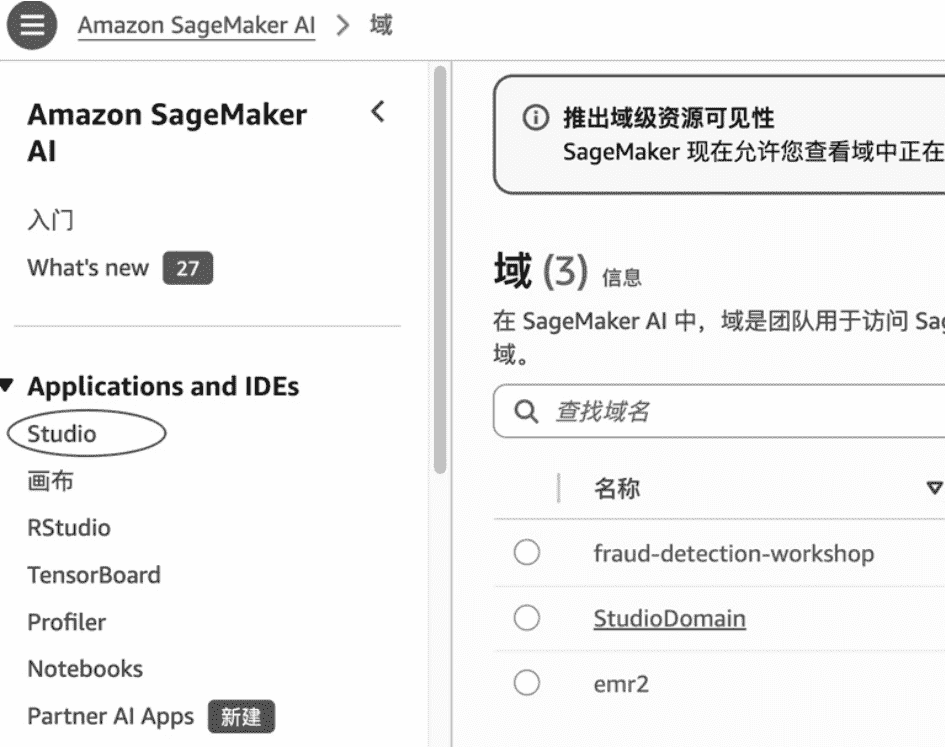 Amazon SageMaker AI > 域
Amazon SageMaker
AI
入门
What's new 27
Applications and IDEs
Studio
画布
RStudio
TensorBoard
Profiler
Notebooks
Partner AI Apps 新建
推出域级资源可见性
SageMaker 现在允许您查看域中正在
域 (3) 信息
在 SageMaker AI 中，域是团队用于访问 Sag
域。
查找域名
名称
fraud-detection-workshop
StudioDomain
emr2